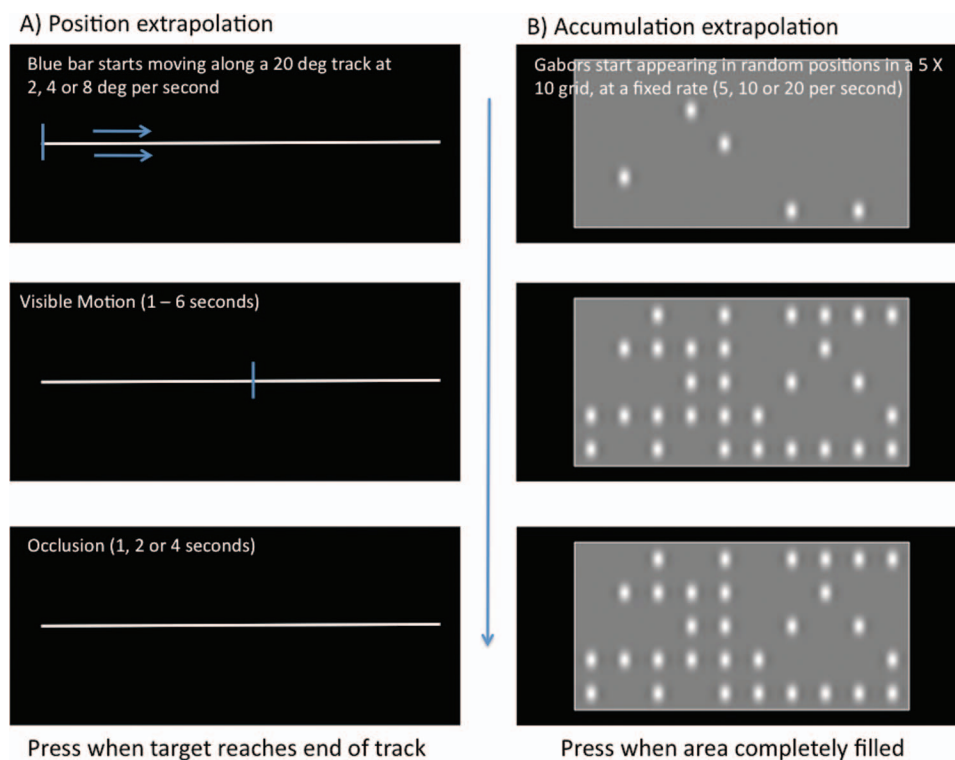 A) Position extrapolation
Blue bar starts moving along a 20 deg track at
2, 4 or 8 deg per second
Visible Motion (1 – 6 seconds)
Occlusion (1, 2 or 4 seconds)
Press when target reaches end of track
B) Accumulation extrapolation
Gabors start appearing in random positions in a 5 X
10 grid, at a fixed rate (5, 10 or 20 per second)
Press when area completely filled